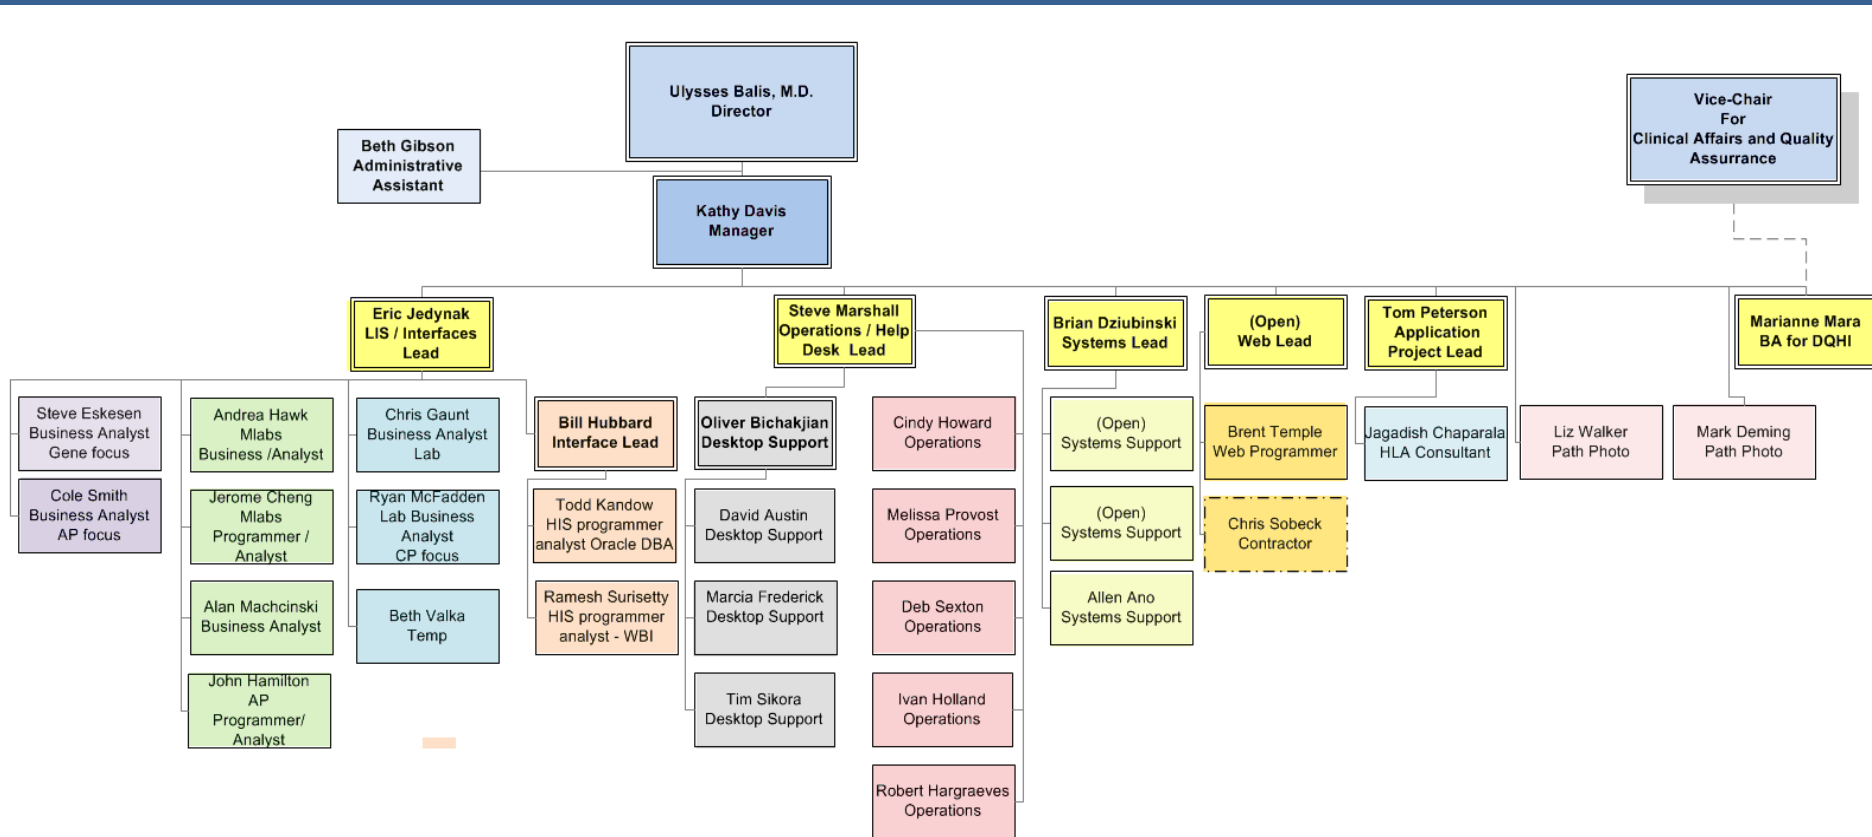 Ulysses Balis, M.D.
Director
Vice-Chair
For
Clinical Affairs and Quality
Assurrance
Beth Gibson
Administrative
Assistant
Kathy Davis
Manager
Eric Jedynak
LIS / Interfaces
Lead
Steve Marshall
Operations / Help
Desk Lead
Brian Dziubinski
Systems Lead
(Open)
Web Lead
Tom Peterson
Application
Project Lead
Marianne Mara
BA for DQHI
Steve Eskesen
Business Analyst
Gene focus
Andrea Hawk
Mlabs
Business /Analyst
Chris Gaunt
Business Analyst
Lab
Bill Hubbard
Interface Lead
Oliver Bichakjian
Desktop Support
Cindy Howard
Operations
(Open)
Systems Support
Brent Temple
Web Programmer
Jagadish Chaparala
HLA Consultant
Liz Walker
Path Photo
Mark Deming
Path Photo
Cole Smith
Business Analyst
AP focus
Jerome Cheng
Mlabs
Programmer /
Analyst
Ryan McFadden
Lab Business
Analyst
CP focus
Todd Kandow
HIS programmer
analyst Oracle DBA
David Austin
Desktop Support
Melissa Provost
Operations
(Open)
Systems Support
Chris Sobeck
Contractor
Alan Machcinski
Business Analyst
Beth Valka
Temp
Ramesh Surisetty
HIS programmer
analyst - WBI
Marcia Frederick
Desktop Support
Deb Sexton
Operations
Allen Ano
Systems Support
John Hamilton
AP
Programmer/
Analyst
Tim Sikora
Desktop Support
Ivan Holland
Operations
Robert Hargraeves
Operations